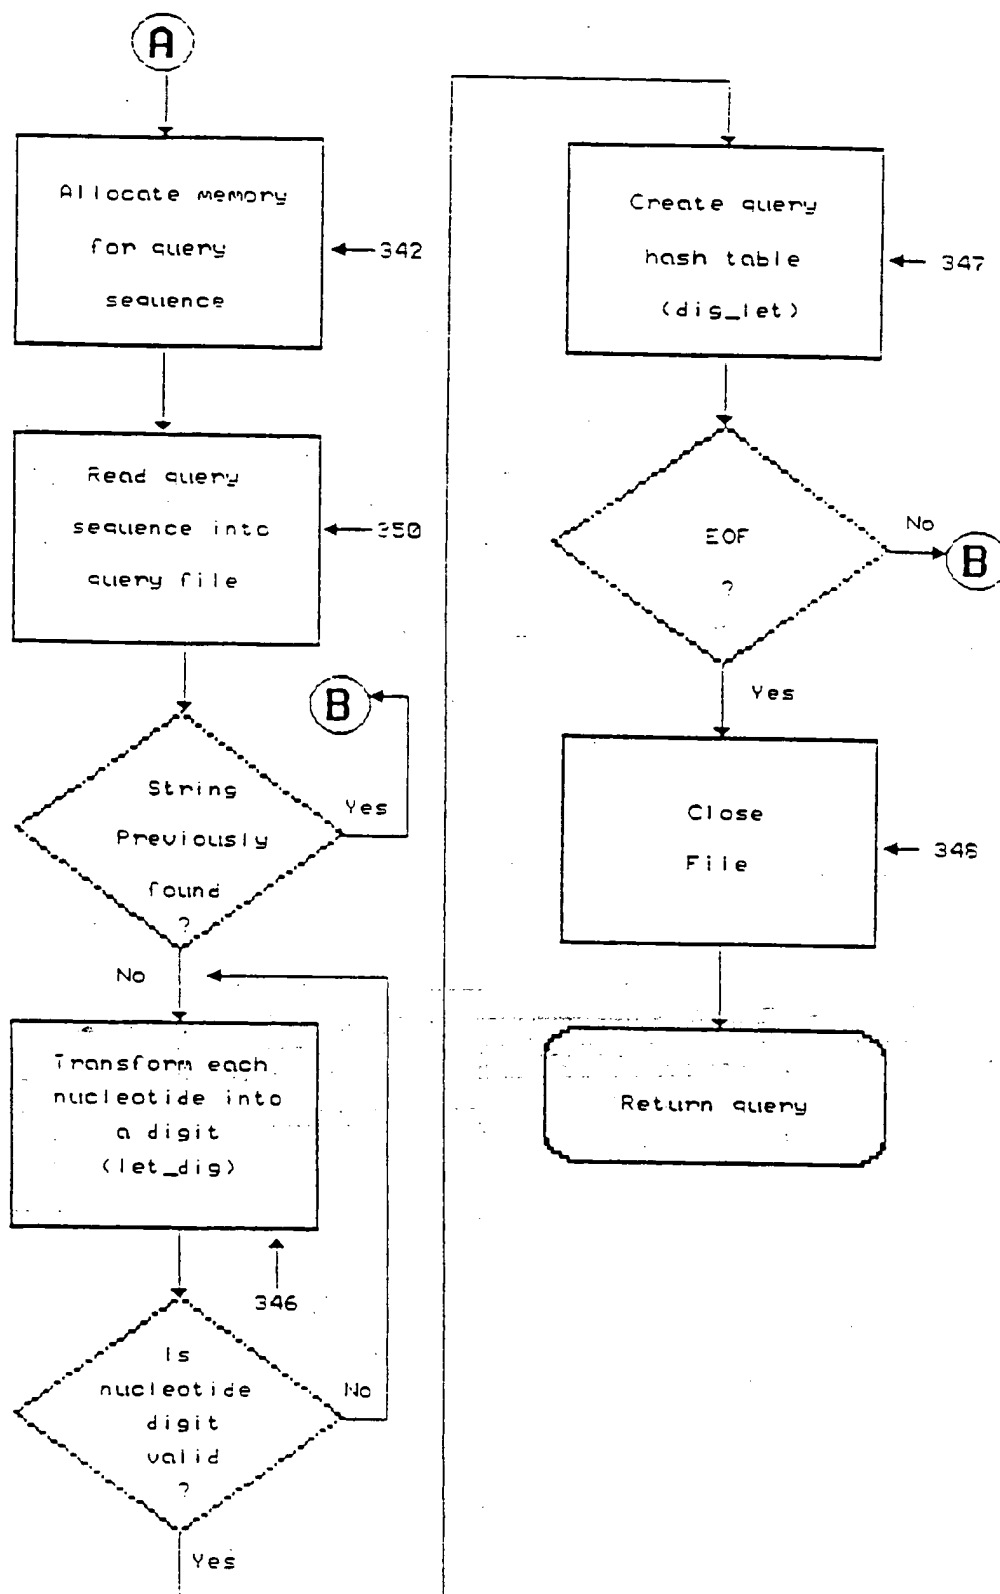 A
Allocate memory
for query
sequence
342
Read query
sequence into
query file
350
B
String
Previously
found
?
Yes
No
Transform each
nucleotide into
a digit
(let_dig)
346
Is
nucleotide
digit
valid
?
No
Yes
Create query
hash table
(dig_let)
347
EOF
?
No
B
Yes
Close
File
348
Return query